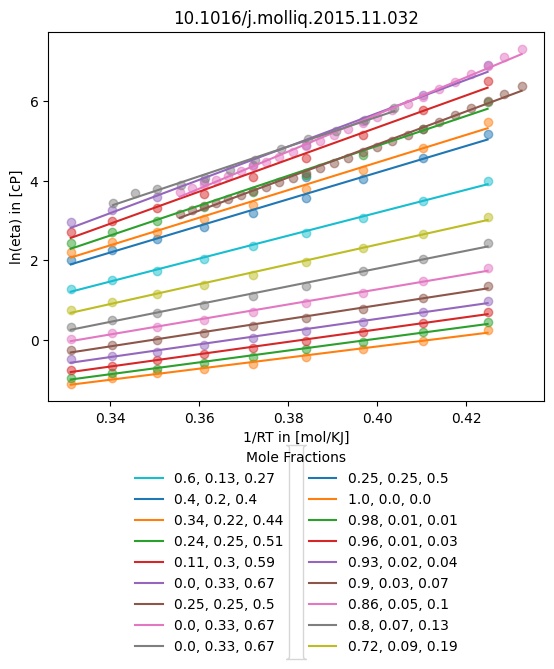 10.1016/j.molliq.2015.11.032
ln(eta) in [cP]
6
4
2
0
0.34 0.36 0.38 0.40 0.42
1/RT in [mol/KJ]
Mole Fractions
0.6, 0.13, 0.27
0.4, 0.2, 0.4
0.34, 0.22, 0.44
0.24, 0.25, 0.51
0.11, 0.3, 0.59
0.0, 0.33, 0.67
0.25, 0.25, 0.5
0.0, 0.33, 0.67
0.0, 0.33, 0.67
0.25, 0.25, 0.5
1.0, 0.0, 0.0
0.98, 0.01, 0.01
0.96, 0.01, 0.03
0.93, 0.02, 0.04
0.9, 0.03, 0.07
0.86, 0.05, 0.1
0.8, 0.07, 0.13
0.72, 0.09, 0.19